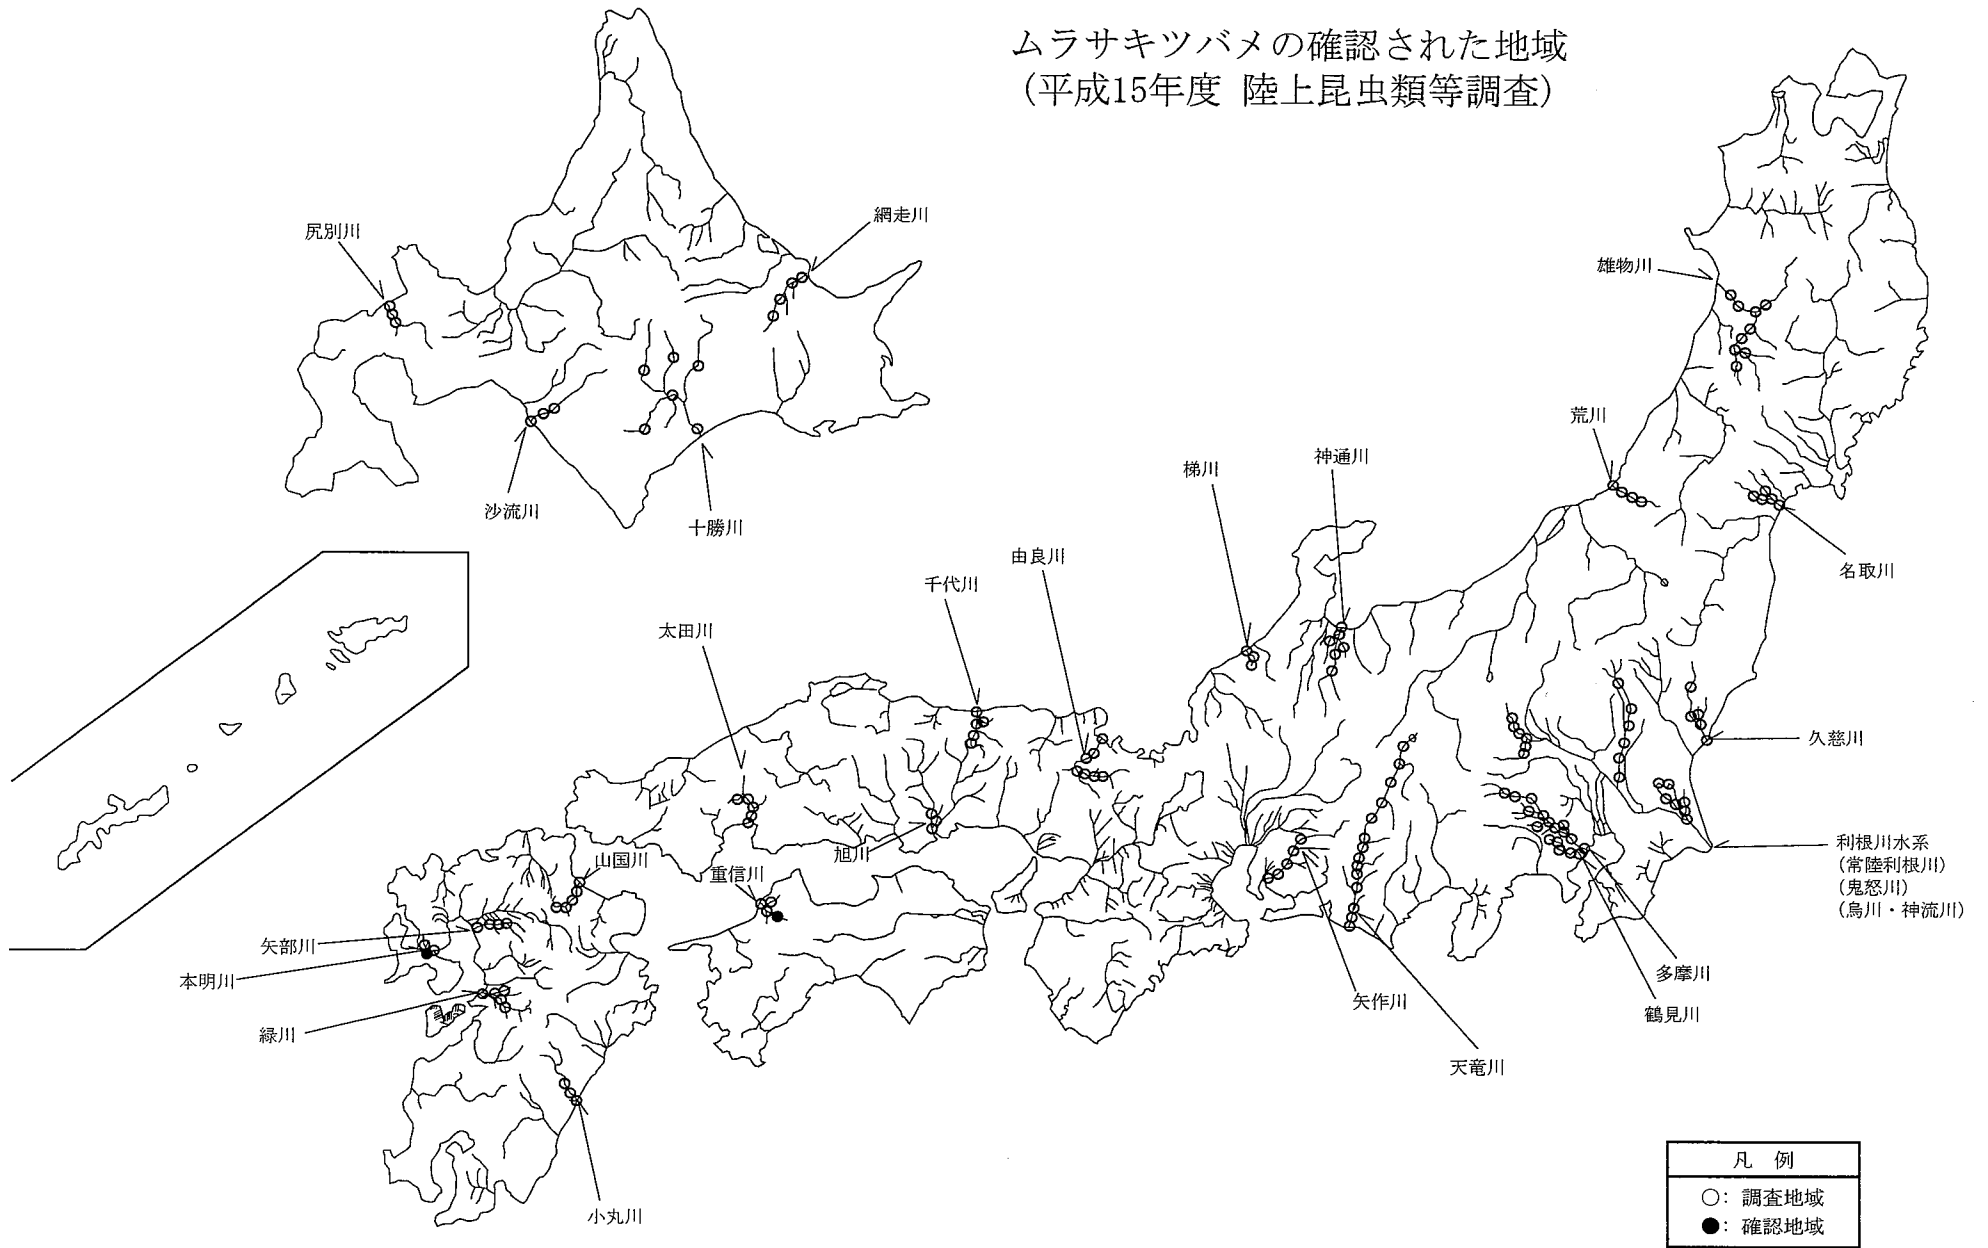 ムラサキツバメの確認された地域
(平成15年度 陸上昆虫類等調査)
網走川
尻別川
雄物川
荒川
神通川
梯川
沙流川
十勝川
由良川
千代川
名取川
太田川
久慈川
利根川水系
(常陸利根川)
(鬼怒川)
(烏川・神流川)
山国川
旭川
重信川
矢部川
本明川
多摩川
矢作川
鶴見川
緑川
天竜川
小丸川
凡 例
○: 調査地域
●: 確認地域